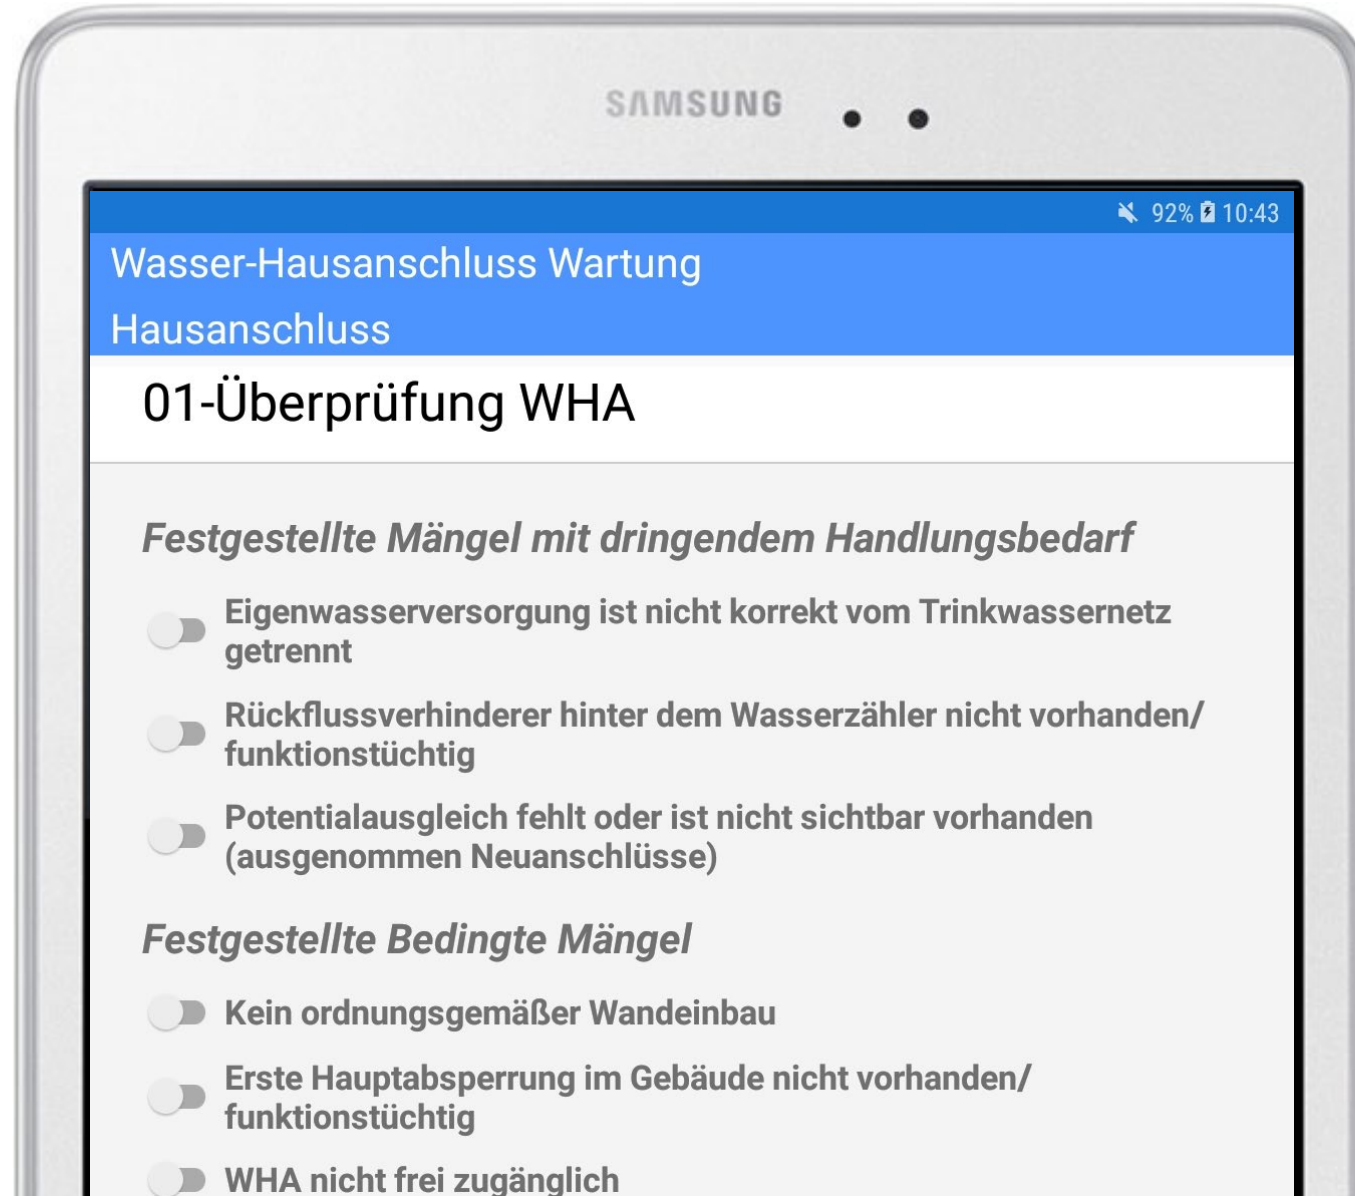 SAMSUNG
92% 10:43
Wasser-Hausanschluss Wartung
Hausanschluss
01-Überprüfung WHA
Festgestellte Mängel mit dringendem Handlungsbedarf
Eigenwasserversorgung ist nicht korrekt vom Trinkwassernetz
getrennt
Rückflussverhinderer hinter dem Wasserzähler nicht vorhanden/
funktionstüchtig
Potentialausgleich fehlt oder ist nicht sichtbar vorhanden
(ausgenommen Neuanschlüsse)
Festgestellte Bedingte Mängel
Kein ordnungsgemäßer Wandeinbau
Erste Hauptabsperrung im Gebäude nicht vorhanden/
funktionstüchtig
WHA nicht frei zugänglich